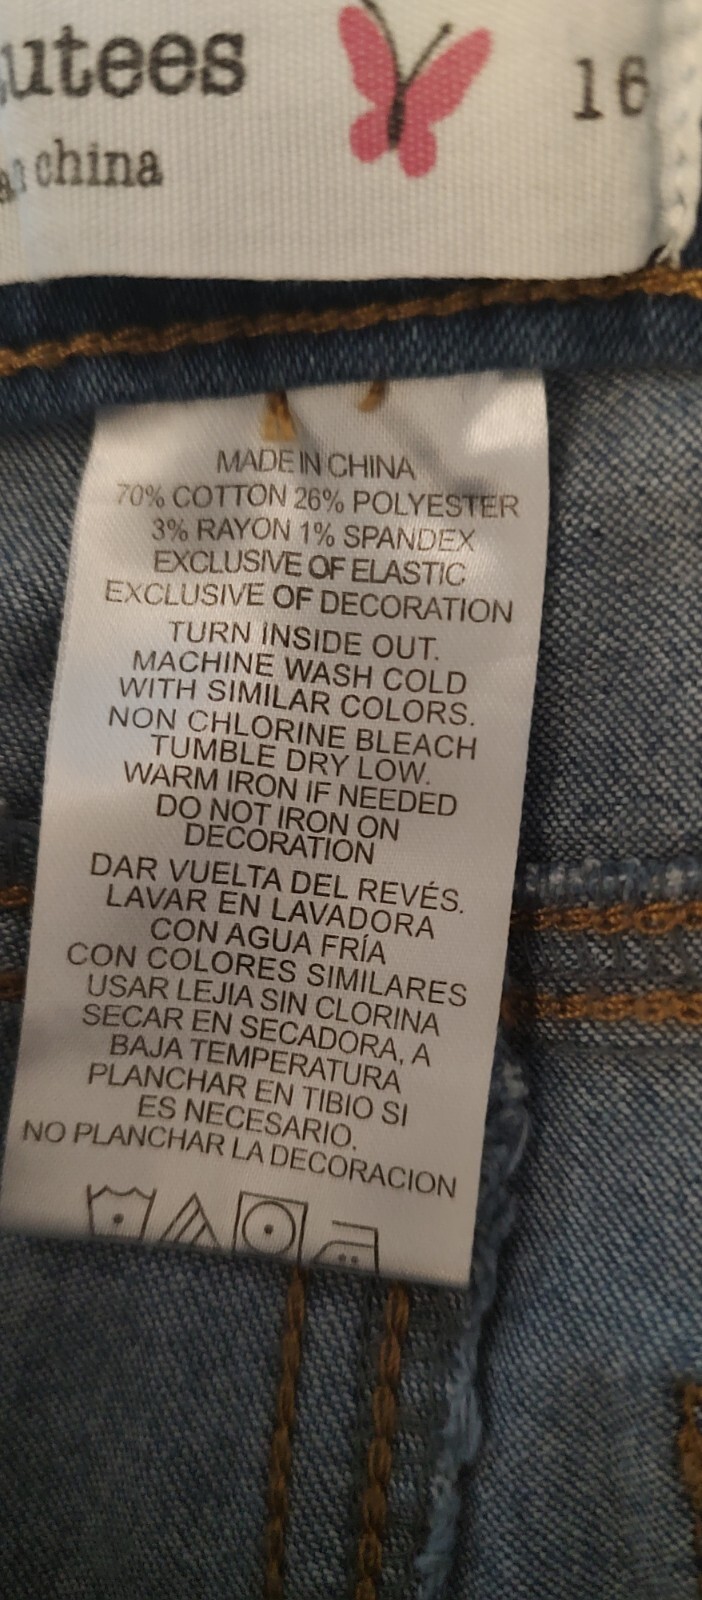 utees
16
china
MADE IN CHINA
70% COTTON 26% POLYESTER
3% RAYON 1% SPANDEX
EXCLUSIVE OF ELASTIC
EXCLUSIVE OF DECORATION
TURN INSIDE OUT.
MACHINE WASH COLD
WITH SIMILAR COLORS.
NON CHLORINE BLEACH
TUMBLE DRY LOW.
WARM IRON IF NEEDED
DO NOT IRON ON
DECORATION
DAR VUELTA DEL REVÉS.
LAVAR EN LAVADORA
CON AGUA FRÍA
CON COLORES SIMILARES
USAR LEJIA SIN CLORINA
SECAR EN SECADORA, A
BAJA TEMPERATURA
PLANCHAR EN TIBIO SI
ES NECESARIO.
NO PLANCHAR LA DECORACION